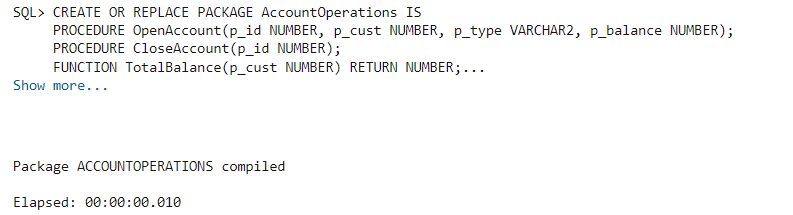 SQL> CREATE OR REPLACE PACKAGE AccountOperations IS
PROCEDURE OpenAccount(p_id NUMBER, p_cust NUMBER, p_type VARCHAR2, p_balance NUMBER);
PROCEDURE CloseAccount(p_id NUMBER);
FUNCTION TotalBalance(p_cust NUMBER) RETURN NUMBER;...
Show more...
Package ACCOUNTOPERATIONS compiled
Elapsed: 00:00:00.010